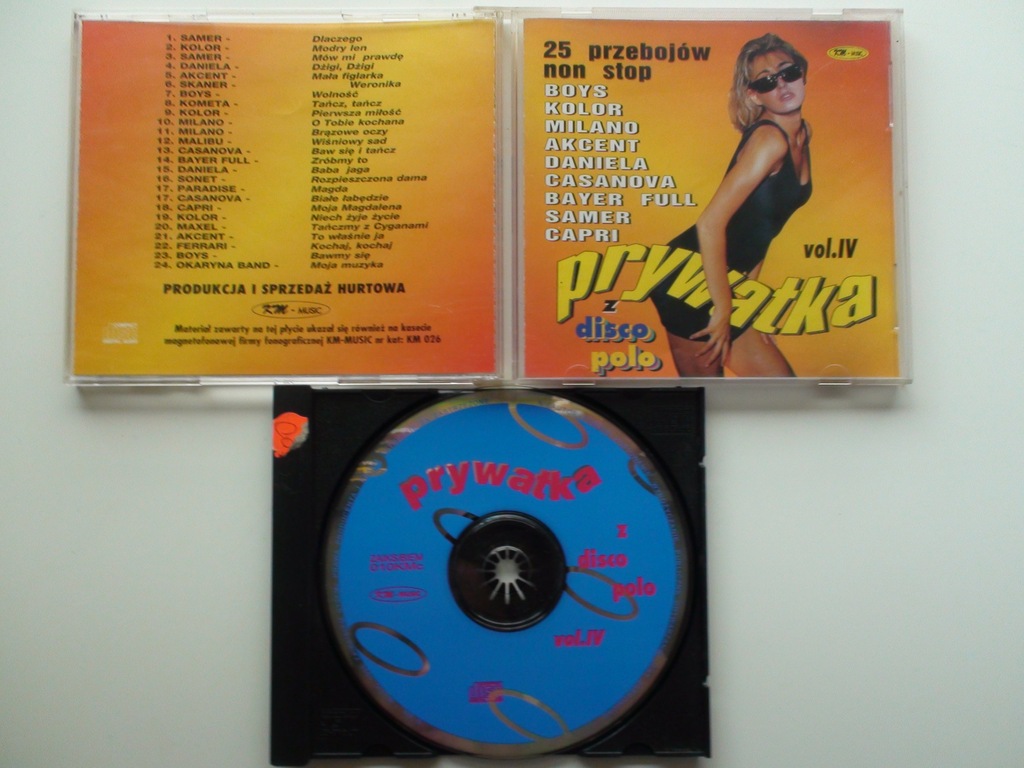 1. SAMER - Dlaczego
2. KOLOR - Modry len
3. SAMER - Mów mi prawdę
4. DANIELA - Dżigi, Dżigi
5. AKCENT - Mała figlarka
6. SKANER - Weronika
7. BOYS - Wolność
8. KOMETA - Tańcz, tańcz
9. KOLOR - Pierwsza miłość
10. MILANO - O Tobie kochana
11. MILANO - Brązowe oczy
12. MALIBU - Wiśniowy sad
13. CASANOVA - Baw się i tańcz
14. BAYER FULL - Zróbmy to
15. DANIELA - Baba jaga
16. SONET - Rozpieszczona dama
17. PARADISE - Magda
17. CASANOVA - Białe łabędzie
18. CAPRI - Moja Magdalena
19. KOLOR - Niech żyje życie
20. MAXEL - Tańczmy z Cyganami
21. AKCENT - To właśnie ja
22. FERRARI - Kochaj, kochaj
23. BOYS - Bawmy się
24. OKARYNA BAND - Moja muzyka
PRODUKCJA I SPRZEDAŻ HURTOWA
KM - MUSIC
Materiał zawarty na tej płycie ukazał się również na kasecie
magnetofonowej firmy fonograficznej KM-MUSIC nr kat: KM 026
25 przebojów
non stop
BOYS
KOLOR
MILANO
AKCENT
DANIELA
CASANOVA
BAYER FULL
SAMER
CAPRI
vol.IV
prywatka
z
disco
polo
prywatka
z
disco
polo
vol.IV
ZAKS/BIEM
010KMc